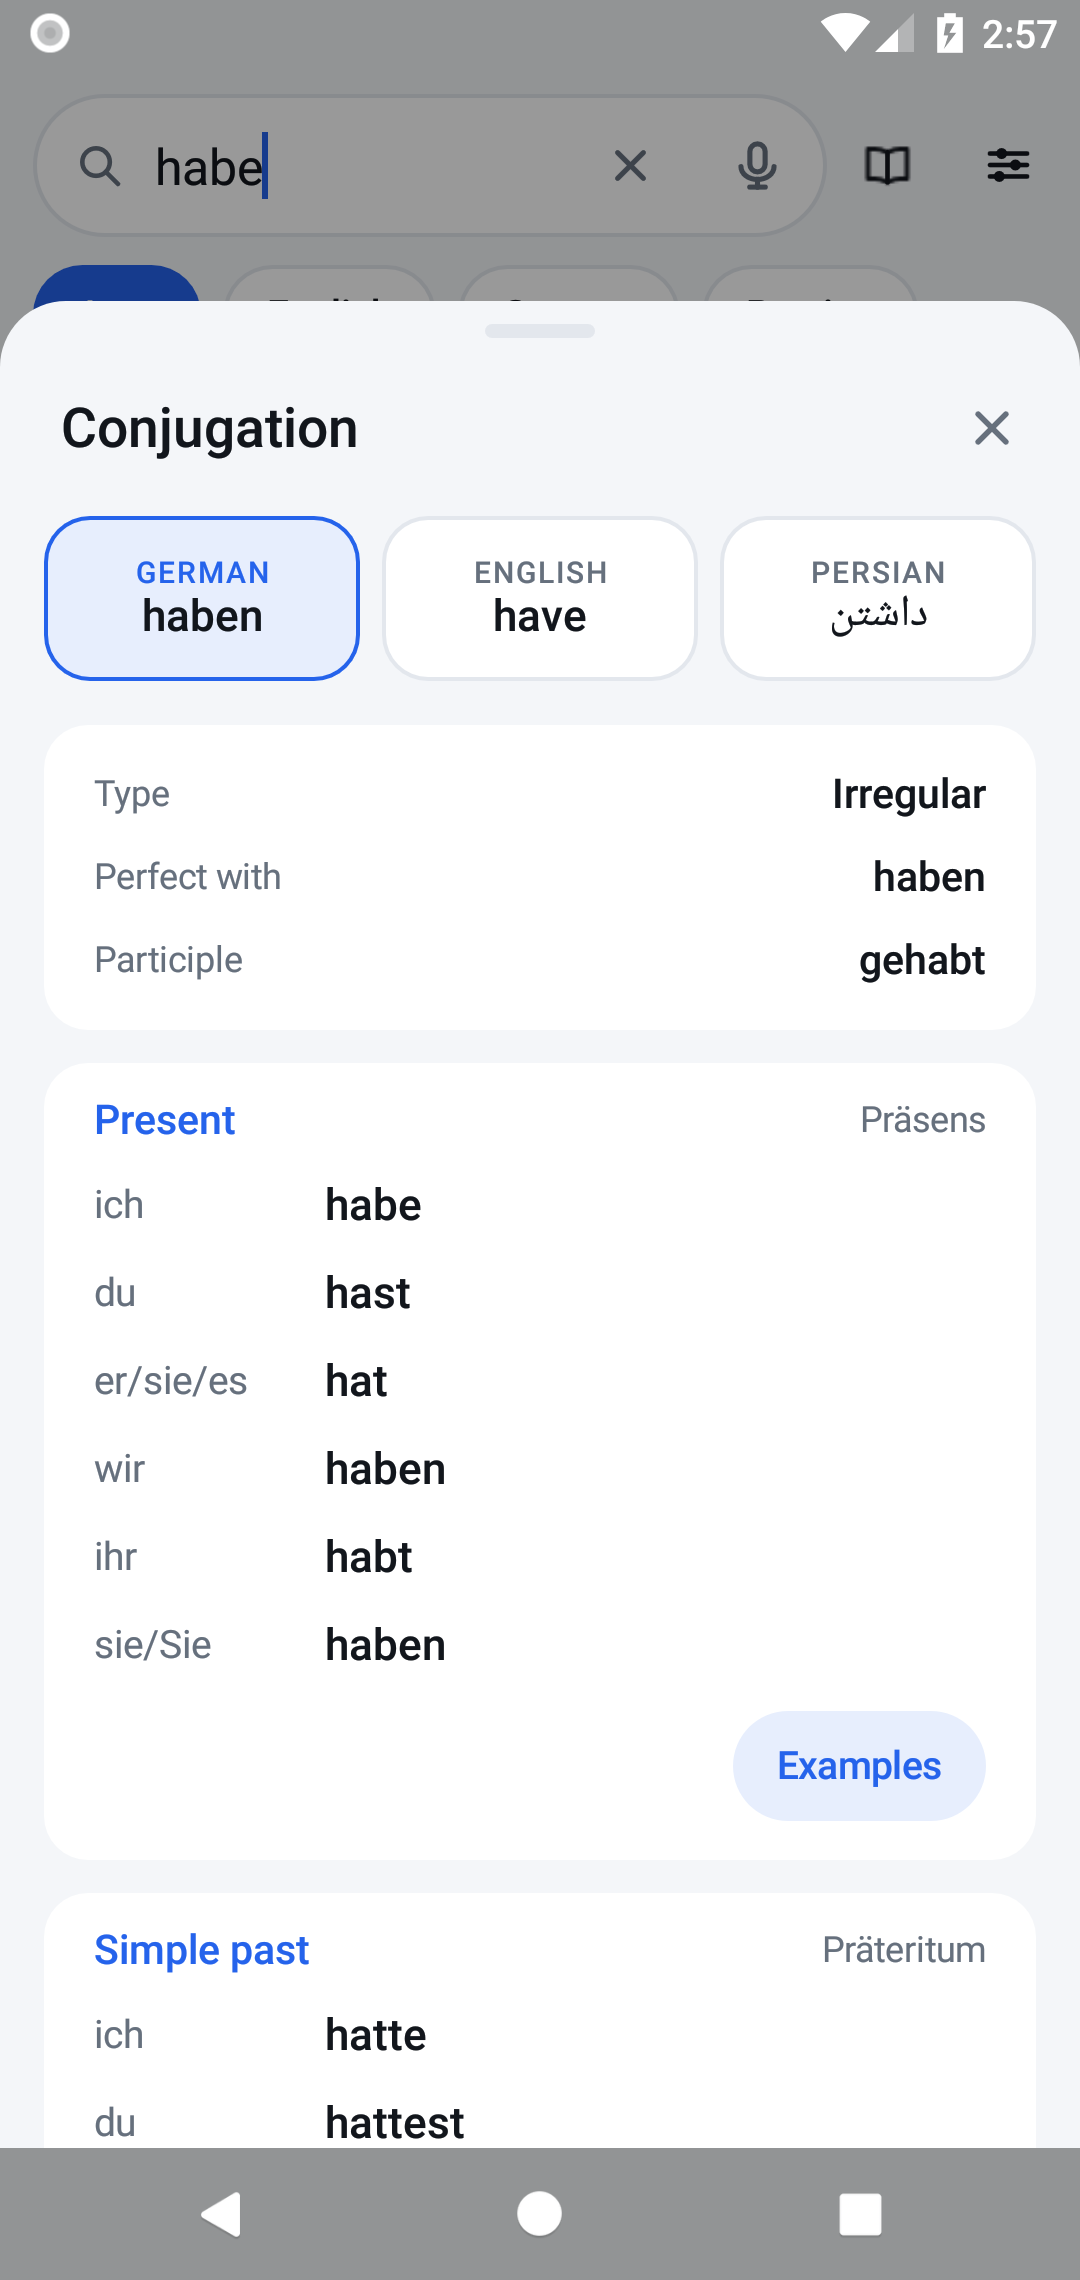 2:57
habe
Conjugation
GERMAN
haben
ENGLISH
have
PERSIAN
داشتن
Type Irregular
Perfect with haben
Participle gehabt
Present Präsens
ich habe
du hast
er/sie/es hat
wir haben
ihr habt
sie/Sie haben
Examples
Simple past Präteritum
ich hatte
du hattest